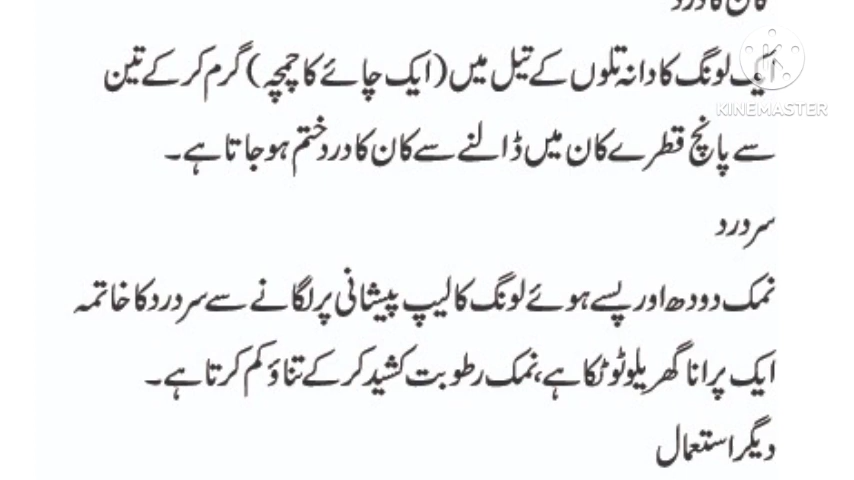 کان کا درد
ایک لونگ کا دانہ تلوں کے تیل میں (ایک چائے کا چمچہ) گرم کر کے تین
KINEMASTER
سے پانچ قطرے کان میں ڈالنے سے کان کا درد ختم ہو جاتا ہے۔
سر درد
نمک دودھ اور پسے ہوئے لونگ کا لیپ پیشانی پر لگانے سے سر درد کا خاتمہ
ایک پرانا گھریلو ٹوٹکا ہے، نمک رطوبت کشید کر کے تناؤ کم کرتا ہے۔
دیگر استعمال